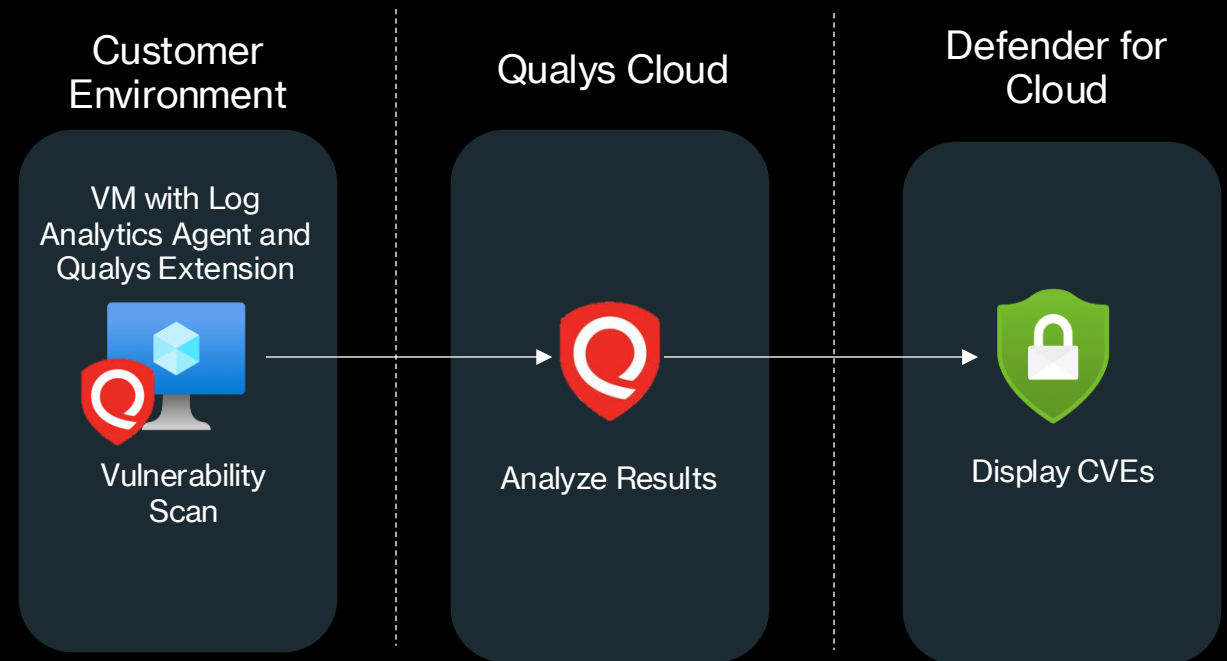 Customer
Environment
VM with Log
Analytics Agent and
Qualys Extension
Vulnerability
Scan
Qualys Cloud
Analyze Results
Defender for
Cloud
Display CVEs